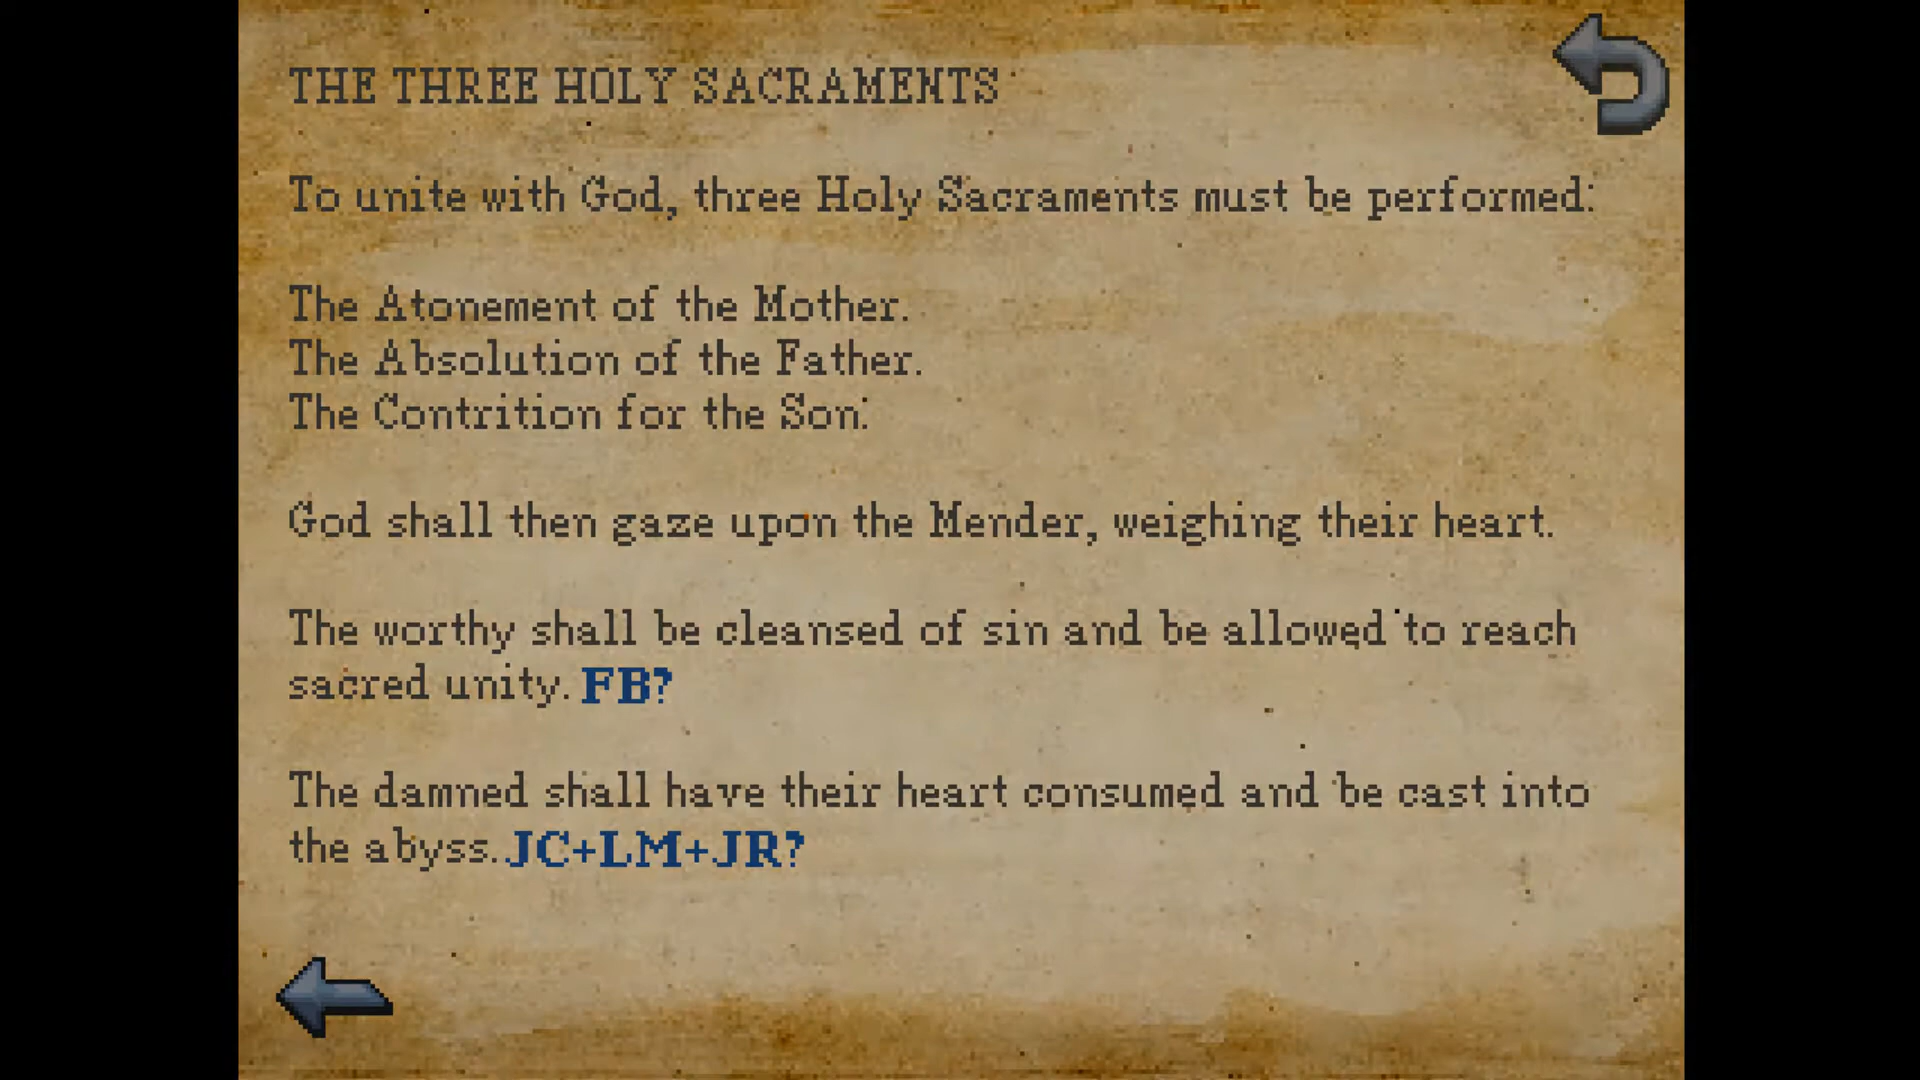 THE THREE HOLY SACRAMENTS
To unite with God, three Holy Sacraments must be performed:
The Atonement of the Mother.
The Absolution of the Father.
The Contrition for the Son.
God shall then gaze upon the Mender, weighing their heart.
The worthy shall be cleansed of sin and be allowed to reach
sacred unity. FB?
The damned shall have their heart consumed and be cast into
the abyss. JC+LM+JR?